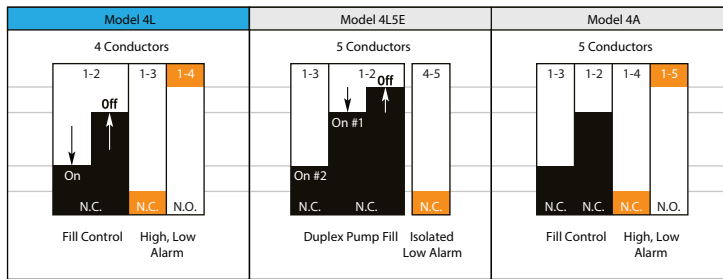 Model 4L
4 Conductors
1-2 1-3 1-4
Off
On
N.C. N.C. N.O.
Fill Control High, Low
Alarm
Model 4L5E
5 Conductors
1-3 1-2 4-5
Off
On #1
On #2
N.C. N.C. N.C.
Duplex Pump Fill Isolated
Low Alarm
Model 4A
5 Conductors
1-3 1-2 1-4 1-5
N.C. N.C. N.C. N.O.
Fill Control High, Low
Alarm